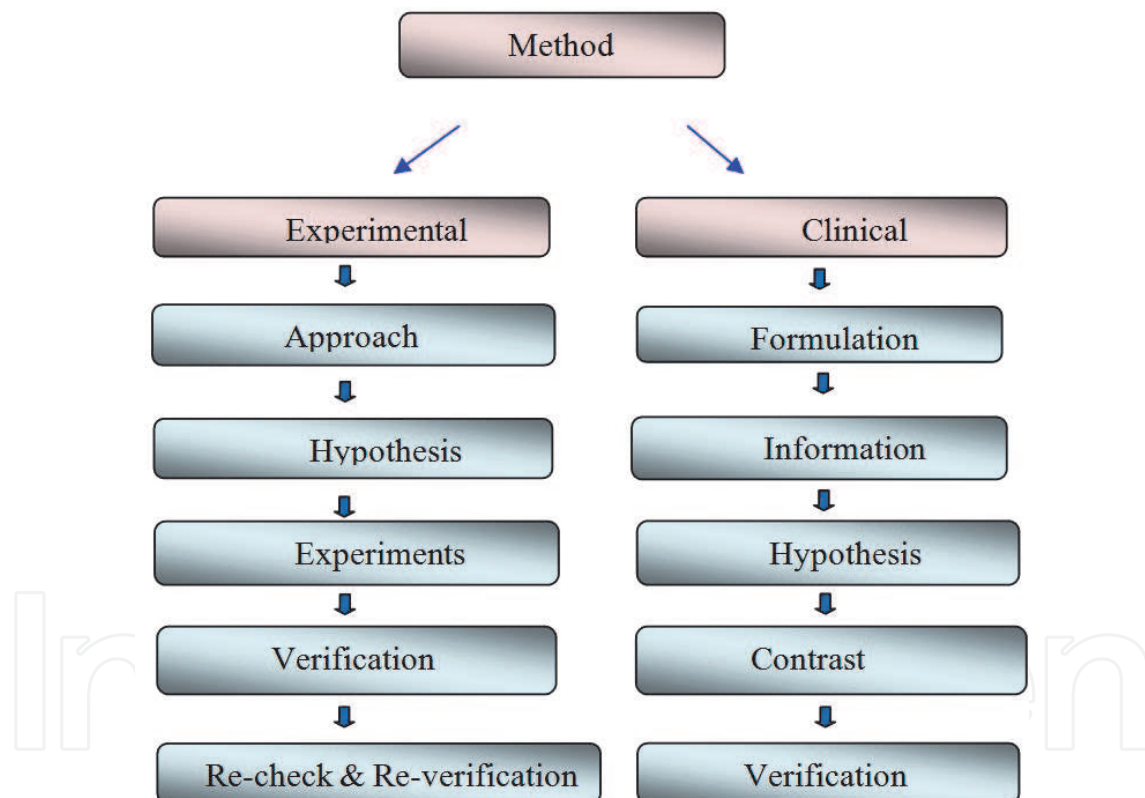 Method
Experimental
Clinical
Approach
Formulation
Hypothesis
Information
Experiments
Hypothesis
Verification
Contrast
Re-check & Re-verification
Verification